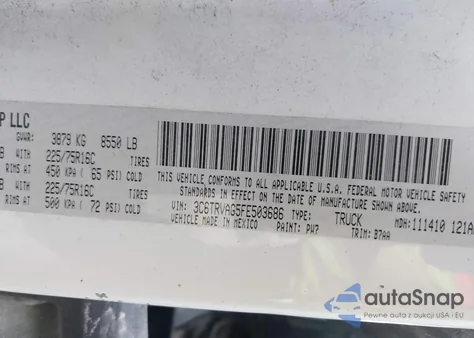 P LLC
GVWR: 3879 KG 8550 LB
B WITH 225/75R16C TIRES
RIMS AT 450 KPA( 65 PSI) COLD
B WITH 225/75R16C TIRES
RIMS AT 500 KPA( 72 PSI) COLD
THIS VEHICLE CONFORMS TO ALL APPLICABLE
U.S.A. FEDERAL MOTOR VEHICLE SAFETY
STANDARDS IN EFFECT ON THE DATE OF
VIN: 3C6TRVAG5FE503686 TYPE: TRUCK MDH: 111410 121A
VEHICLE MADE IN MEXICO PAINT: PW7 TRIM: B7AA
autoSnap
Pewne auta z aukcji USA i EU